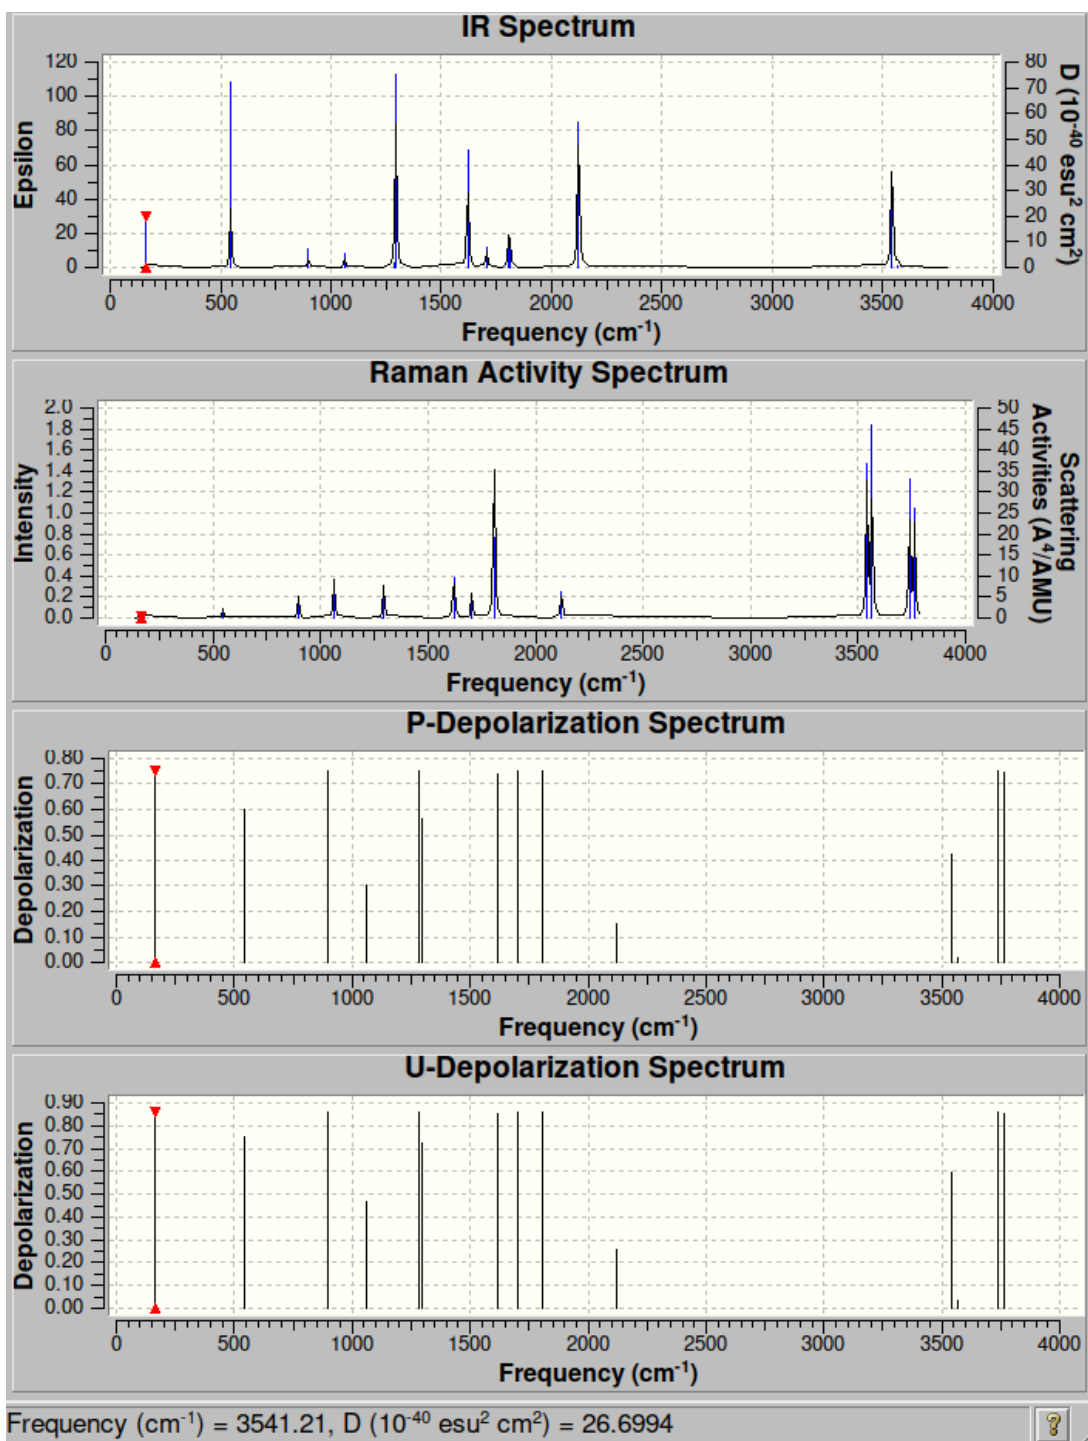 IR Spectrum
Epsilon
120
100
80
60
40
20
0
80
70
60
50
40
30
20
10
0
D (10⁻⁴⁰ esu² cm²)
0 500 1000 1500 2000 2500 3000 3500 4000
Frequency (cm⁻¹)
Raman Activity Spectrum
Intensity
2.0
1.8
1.6
1.4
1.2
1.0
0.8
0.6
0.4
0.2
0.0
50
45
40
35
30
25
20
15
10
5
0
Scattering
Activities (A⁴/AMU)
0 500 1000 1500 2000 2500 3000 3500 4000
Frequency (cm⁻¹)
P-Depolarization Spectrum
Depolarization
0.80
0.70
0.60
0.50
0.40
0.30
0.20
0.10
0.00
0 500 1000 1500 2000 2500 3000 3500 4000
Frequency (cm⁻¹)
U-Depolarization Spectrum
Depolarization
0.90
0.80
0.70
0.60
0.50
0.40
0.30
0.20
0.10
0.00
0 500 1000 1500 2000 2500 3000 3500 4000
Frequency (cm⁻¹)
Frequency (cm⁻¹) = 3541.21, D (10⁻⁴⁰ esu² cm²) = 26.6994
?